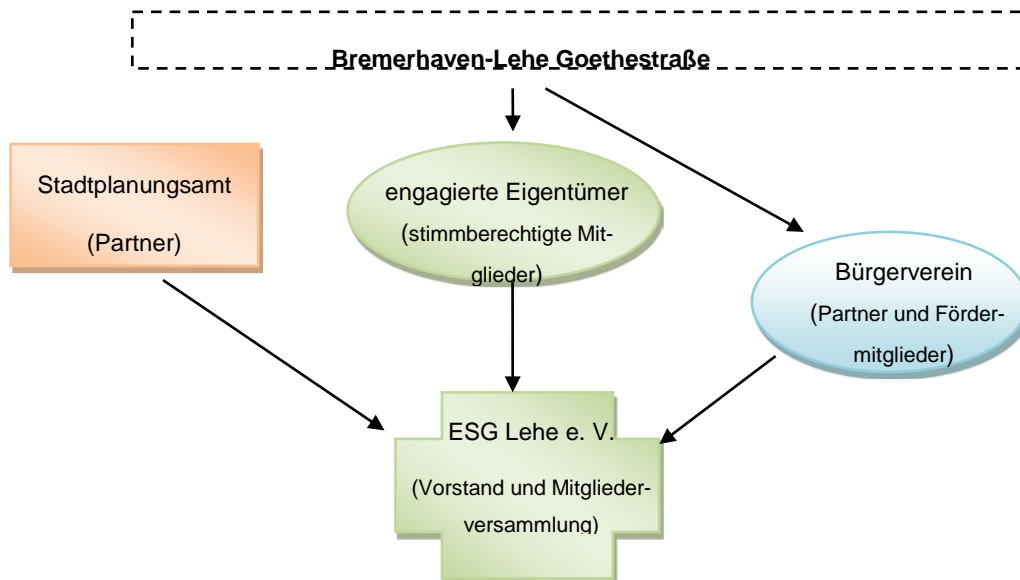 Bremerhaven-Lehe Goethestraße
Stadtplanungsamt
(Partner)
engagierte Eigentümer
(stimmberechtigte Mit-
glieder)
Bürgerverein
(Partner und Förder-
mitglieder)
ESG Lehe e. V.
(Vorstand und Mitglieder-
versammlung)